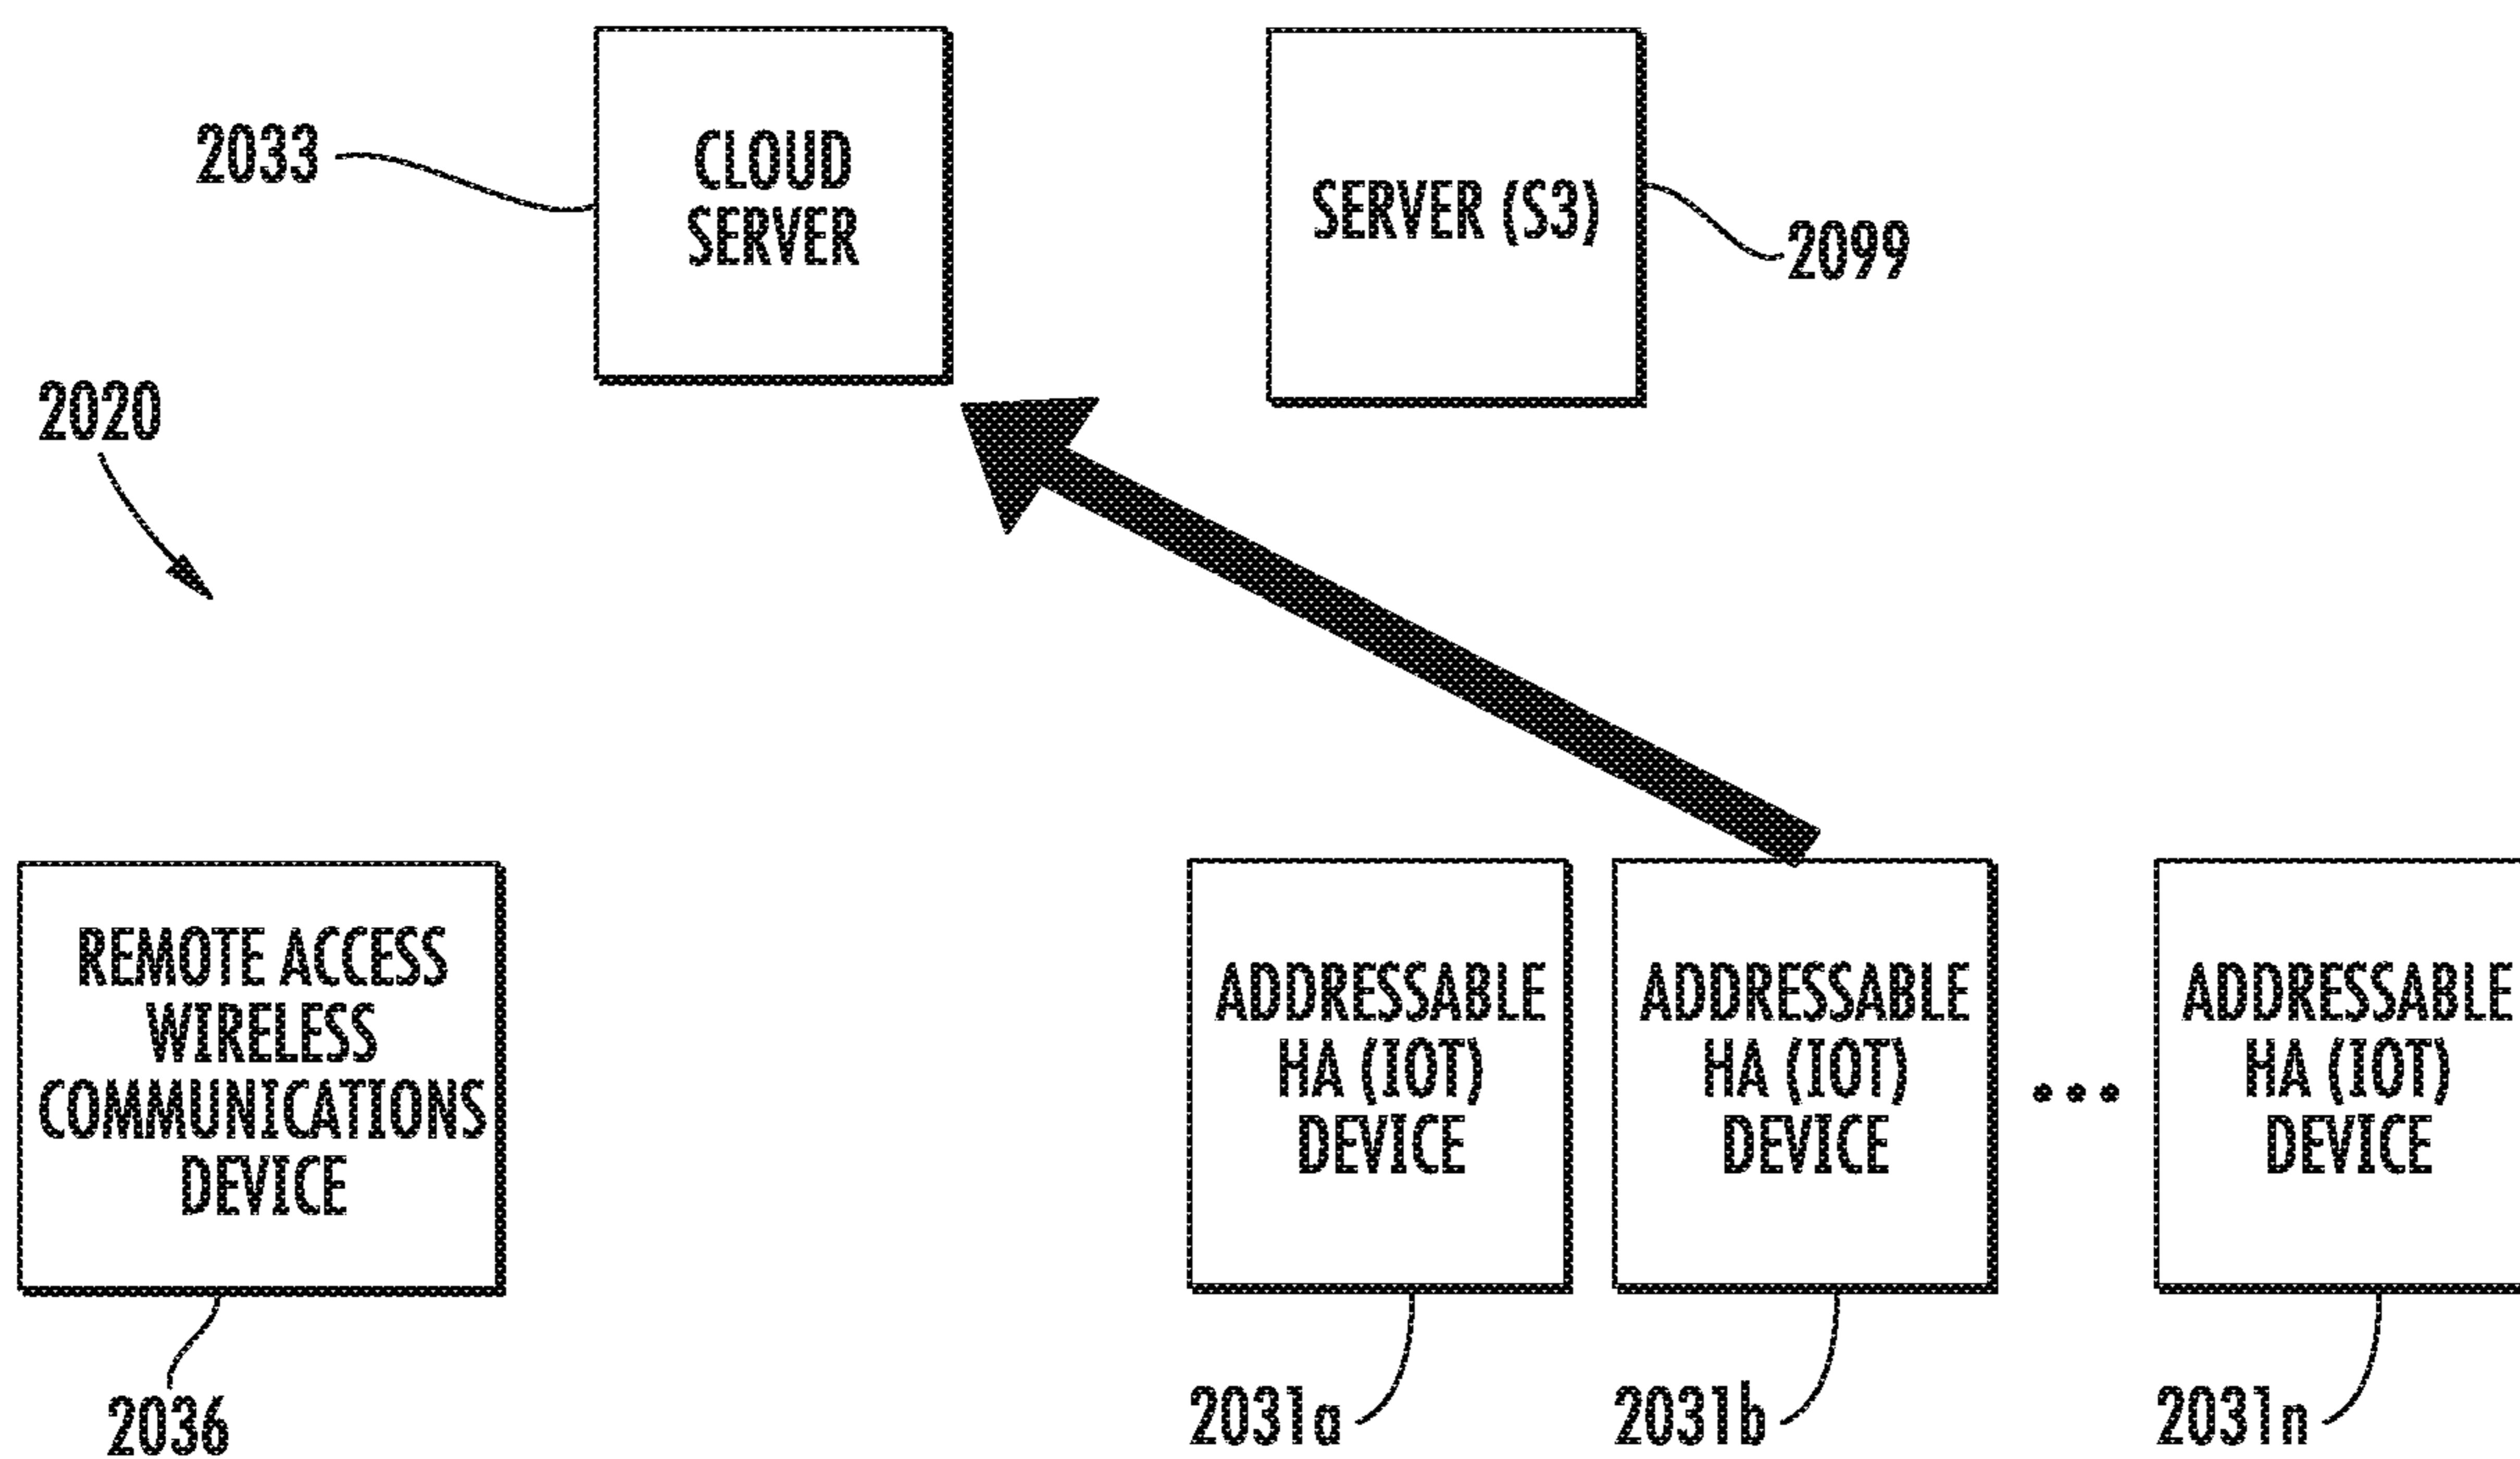 2033
CLOUD
SERVER
SERVER (S3)
2099
2020
REMOTE ACCESS
WIRELESS
COMMUNICATIONS
DEVICE
2036
ADDRESSABLE
HA (IOT)
DEVICE
2031a
ADDRESSABLE
HA (IOT)
DEVICE
2031b
•••
ADDRESSABLE
HA (IOT)
DEVICE
2031n